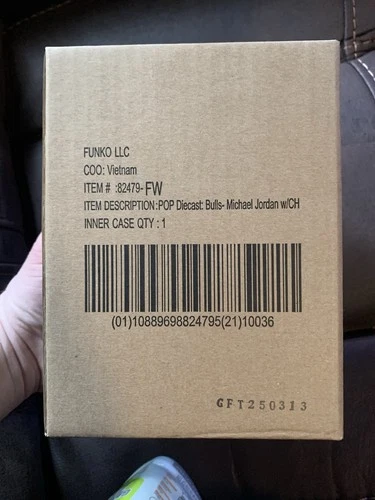 FUNKO LLC
COO: Vietnam
ITEM # :82479-FW
ITEM DESCRIPTION:POP Diecast: Bulls- Michael Jordan w/CH
INNER CASE QTY : 1
(01)10889698824795(21)10036
GFT250313